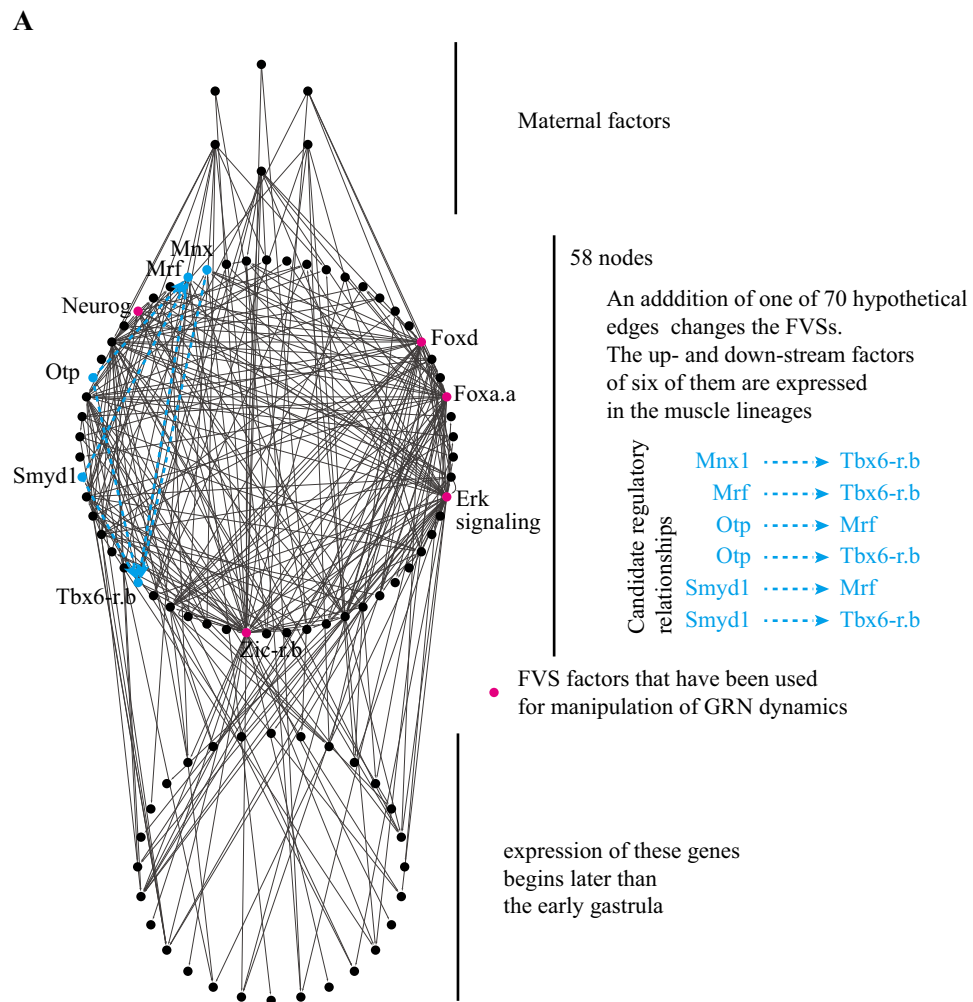 A
Maternal factors
58 nodes
Mnx
Mrf
Neurog
Otp
Smyd1
Tbx6-r.b
Zic-r.b
Foxd
Foxa.a
Erk
signaling
An adddition of one of 70 hypothetical
edges changes the FVSs.
The up- and down-stream factors
of six of them are expressed
in the muscle lineages
Candidate regulatory
relationships
Mnx1 Tbx6-r.b
Mrf Tbx6-r.b
Otp Mrf
Otp Tbx6-r.b
Smyd1 Mrf
Smyd1 Tbx6-r.b
FVS factors that have been used
for manipulation of GRN dynamics
expression of these genes
begins later than
the early gastrula